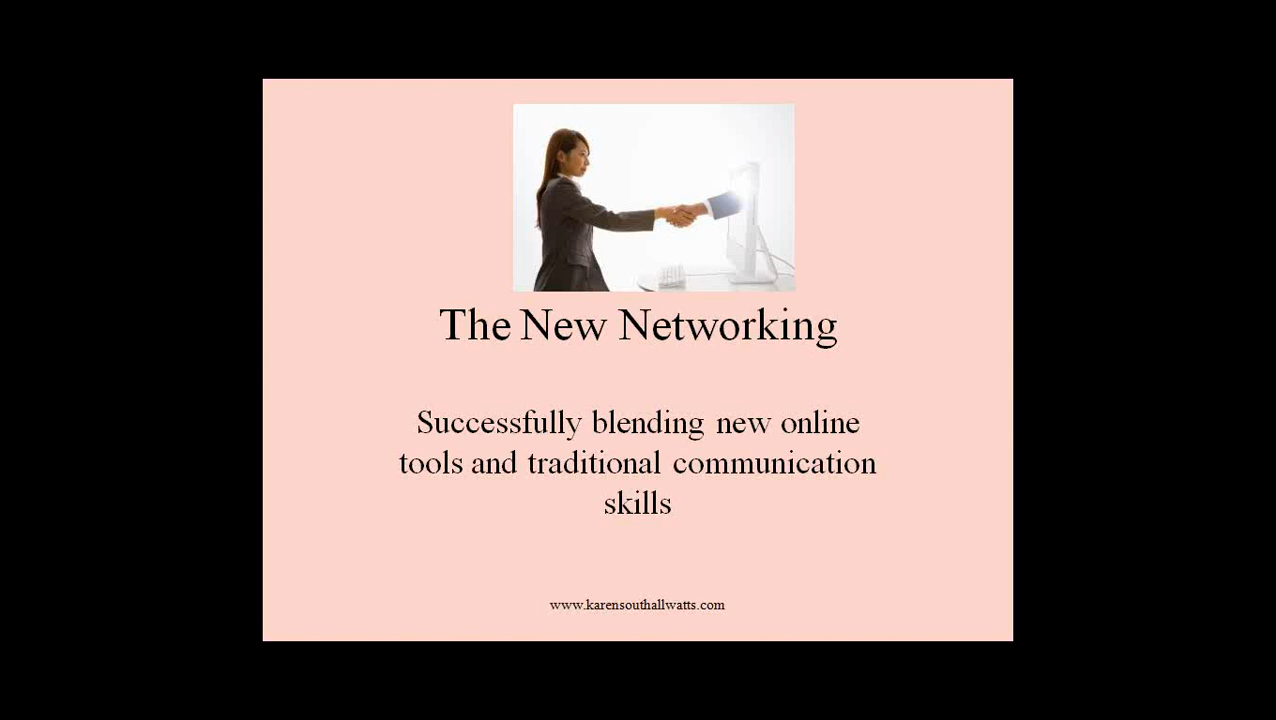 The New Networking
Successfully blending new online
tools and traditional communication
skills
www.karensouthallwatts.com